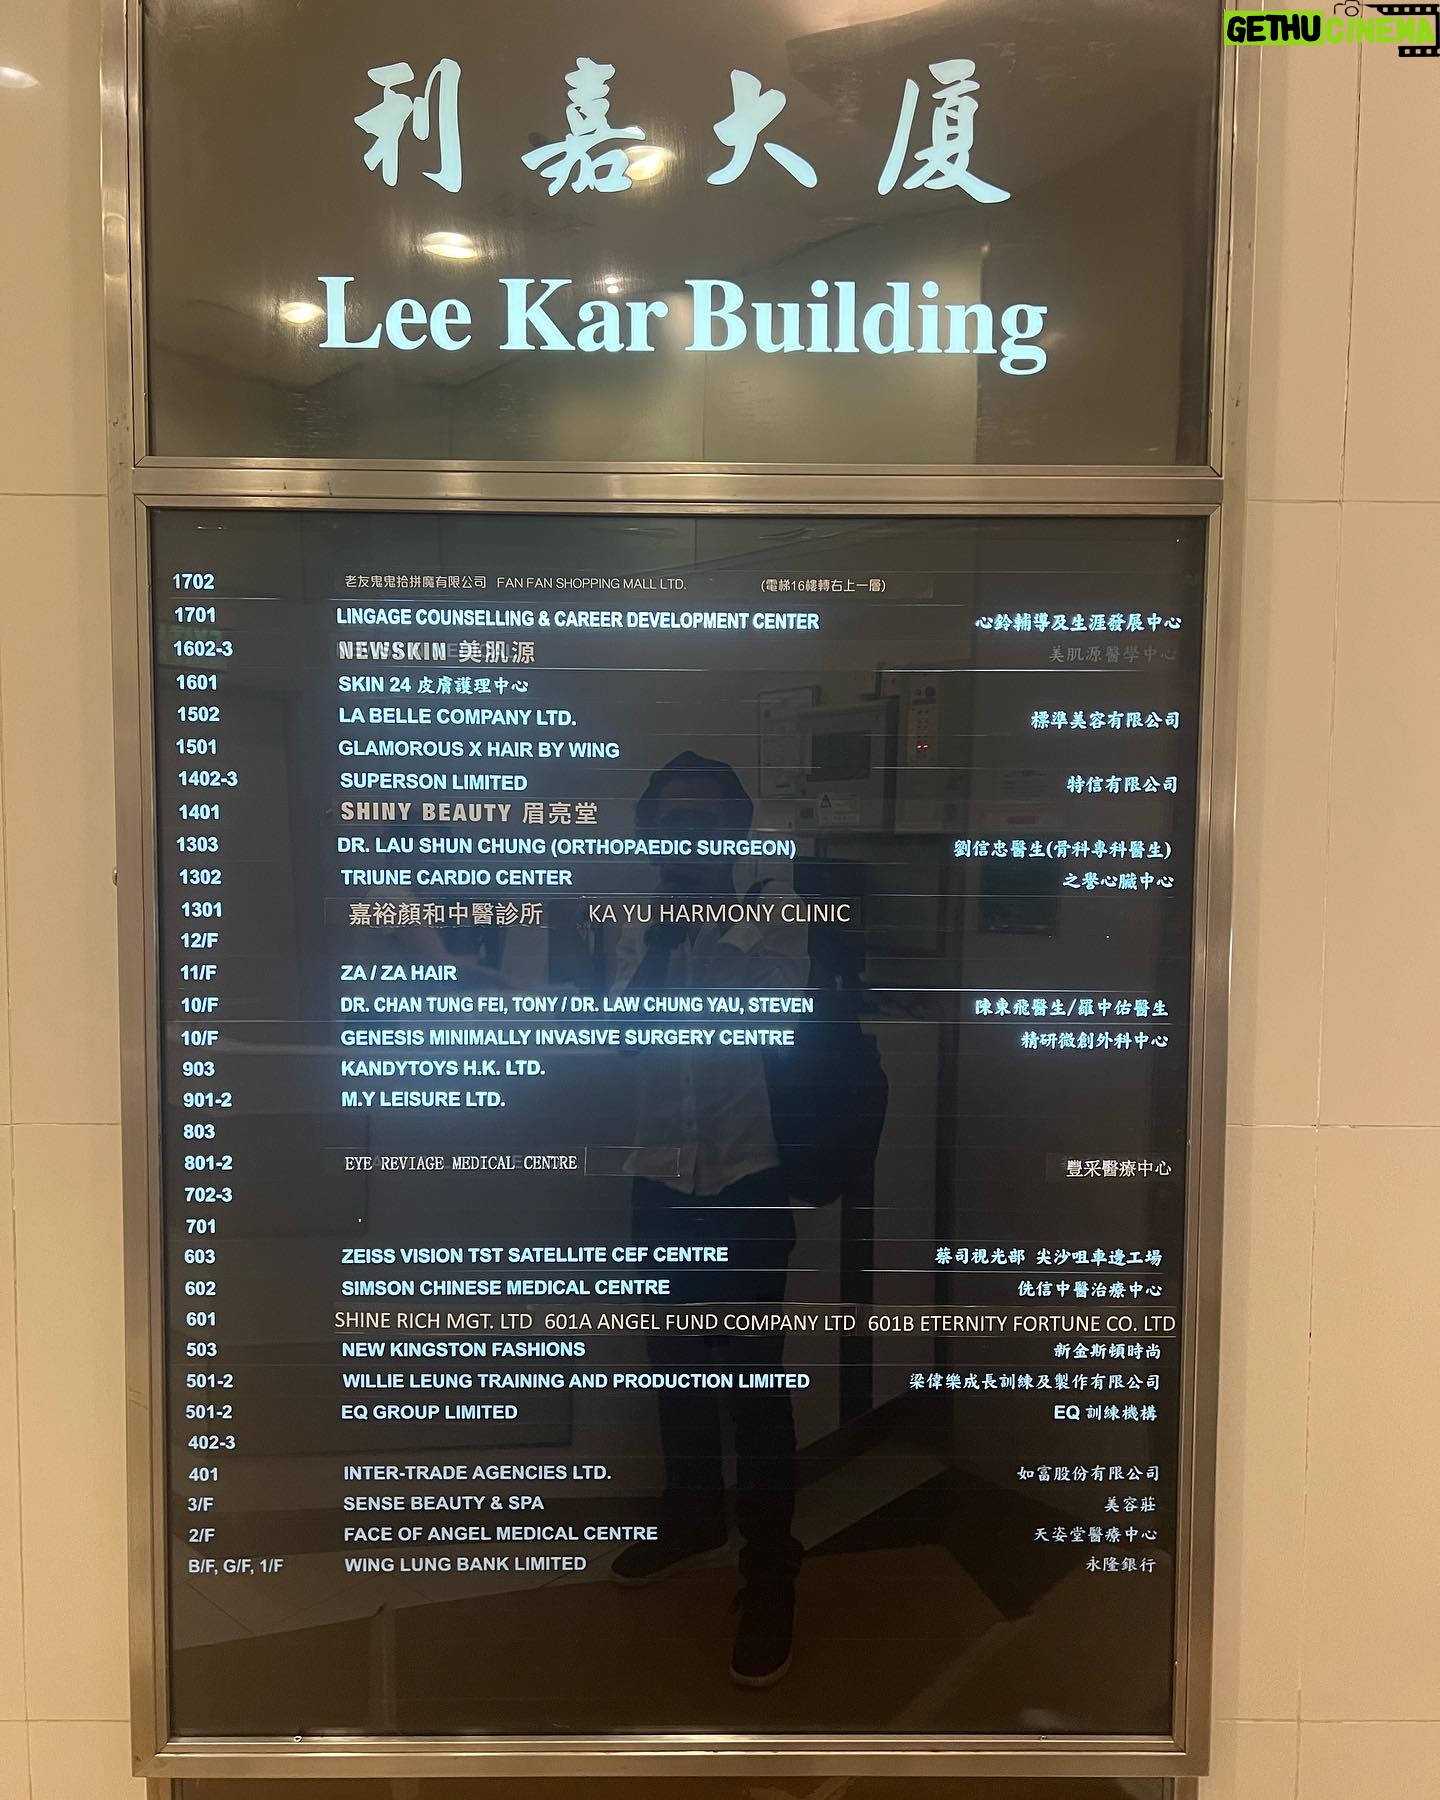 GETHUCINEMA
利嘉大厦
Lee Kar Building
1702 老友鬼鬼拾拼魔有限公司 FAN FAN SHOPPING MALL LTD. (電梯16樓轉右上一層)
1701 LINGAGE COUNSELLING & CAREER DEVELOPMENT CENTER 心鈴輔導及生涯發展中心
1602-3 NEWSKIN 美肌源 美肌源醫學中心
1601 SKIN 24 皮膚護理中心
1502 LA BELLE COMPANY LTD. 標準美容有限公司
1501 GLAMOROUS X HAIR BY WING
1402-3 SUPERSON LIMITED 特信有限公司
1401 SHINY BEAUTY 眉亮堂
1303 DR. LAU SHUN CHUNG (ORTHOPAEDIC SURGEON) 劉信忠醫生(骨科專科醫生)
1302 TRIUNE CARDIO CENTER 之譽心臟中心
1301 嘉裕顏和中醫診所 KA YU HARMONY CLINIC
12/F
11/F ZA / ZA HAIR
10/F DR. CHAN TUNG FEI, TONY / DR. LAW CHUNG YAU, STEVEN 陳東飛醫生/羅中佑醫生
10/F GENESIS MINIMALLY INVASIVE SURGERY CENTRE 精研微創外科中心
903 KANDYTOYS H.K. LTD.
901-2 M.Y LEISURE LTD.
803
801-2 EYE REVIAGE MEDICAL CENTRE 豐采醫療中心
702-3
701
603 ZEISS VISION TST SATELLITE CEF CENTRE 蔡司視光部 尖沙咀車邊工場
602 SIMSON CHINESE MEDICAL CENTRE 侁信中醫治療中心
601 SHINE RICH MGT. LTD 601A ANGEL FUND COMPANY LTD 601B ETERNITY FORTUNE CO. LTD
503 NEW KINGSTON FASHIONS 新金斯頓時尚
501-2 WILLIE LEUNG TRAINING AND PRODUCTION LIMITED 梁偉樂成長訓練及製作有限公司
501-2 EQ GROUP LIMITED EQ 訓練機構
402-3
401 INTER-TRADE AGENCIES LTD. 如富股份有限公司
3/F SENSE BEAUTY & SPA 美容莊
2/F FACE OF ANGEL MEDICAL CENTRE 天姿堂醫療中心
B/F, G/F, 1/F WING LUNG BANK LIMITED 永隆銀行